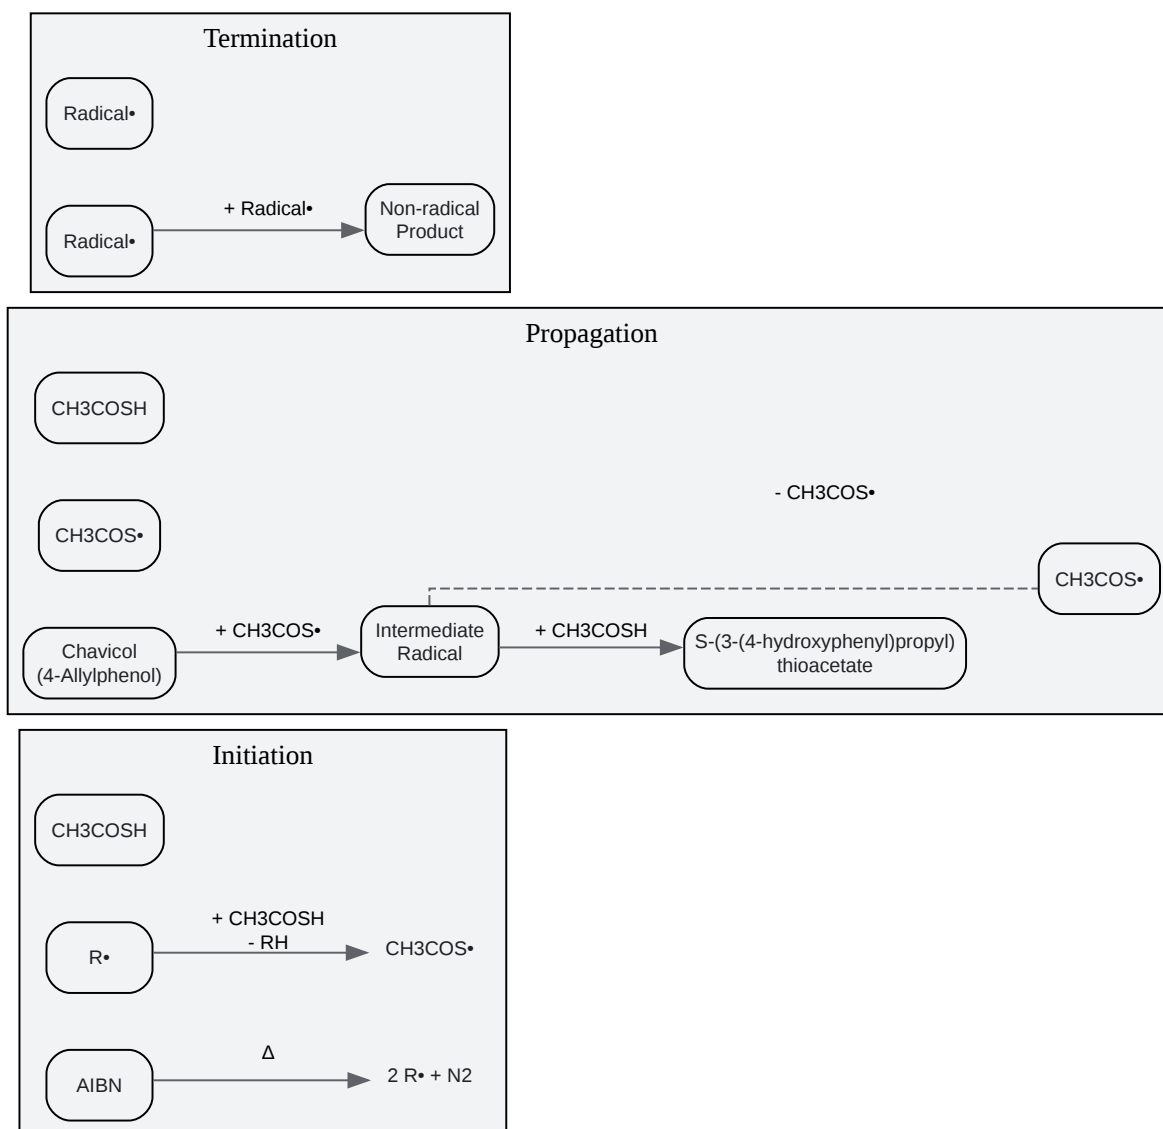 Termination
Radical•
Radical•
+ Radical•
Non-radical
Product
Propagation
CH3COSH
CH3COS•
- CH3COS•
CH3COS•
Chavicol
(4-Allylphenol)
+ CH3COS•
Intermediate
Radical
+ CH3COSH
S-(3-(4-hydroxyphenyl)propyl)
thioacetate
Initiation
CH3COSH
R•
+ CH3COSH
- RH
CH3COS•
AIBN
Δ
2 R• + N2